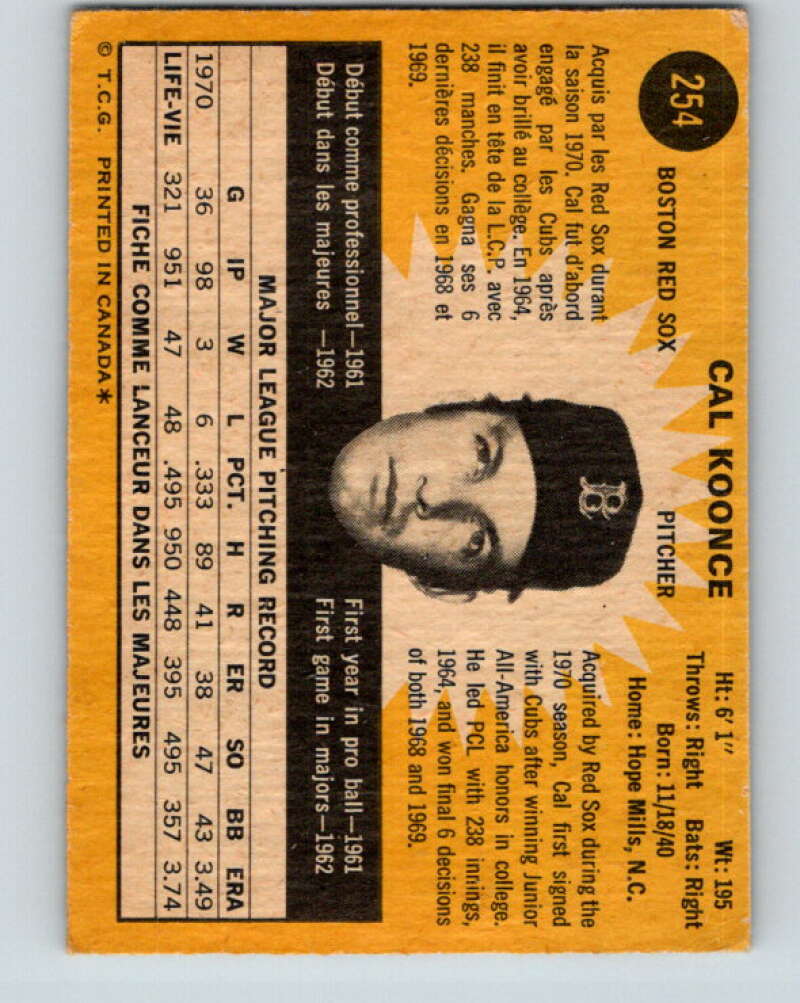 254
CAL KOONCE
BOSTON RED SOX PITCHER
Ht: 6' 1" Wt: 195
Throws: Right Bats: Right
Born: 11/18/40
Home: Hope Mills, N.C.
Acquis par les Red Sox durant
la saison 1970. Cal fut d'abord
engagé par les Cubs après
avoir brillé au collège. En 1964,
il finit en tête de la L.C.P. avec
238 manches. Gagna ses 6
dernières décisions en 1968 et
1969.
B
Acquired by Red Sox during the
1970 season, Cal first signed
with Cubs after winning Junior
All-America honors in college.
He led PCL with 238 innings,
1964, and won final 6 decisions
of both 1968 and 1969.
Début comme professionnel—1961
Début dans les majeures —1962
First year in pro ball—1961
First game in majors—1962
MAJOR LEAGUE PITCHING RECORD
G IP W L PCT. H R ER SO BB ERA
1970 36 98 3 6 .333 89 41 38 47 43 3.49
LIFE-VIE 321 951 47 48 .495 950 448 395 495 357 3.74
FICHE COMME LANCEUR DANS LES MAJEURES
© T.C.G. PRINTED IN CANADA*